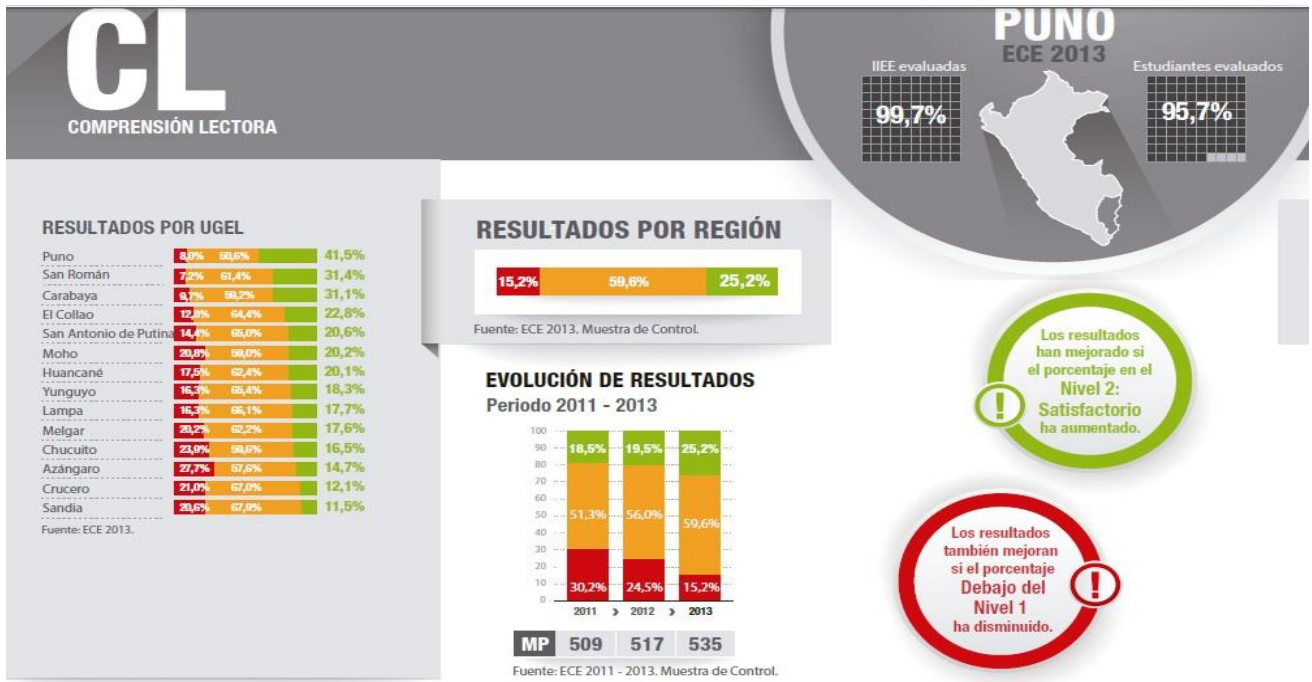 CL
COMPRENSIÓN LECTORA
PUNO
ECE 2013
IIEE evaluadas
99,7%
Estudiantes evaluados
95,7%
RESULTADOS POR UGEL
Puno 8,0% 50,6% 41,5%
San Román 7,2% 61,4% 31,4%
Carabaya 9,7% 59,2% 31,1%
El Collao 12,8% 64,4% 22,8%
San Antonio de Putina 14,4% 65,0% 20,6%
Moho 20,8% 59,0% 20,2%
Huancané 17,5% 62,4% 20,1%
Yunguyo 16,3% 65,4% 18,3%
Lampa 16,3% 66,1% 17,7%
Melgar 20,2% 62,2% 17,6%
Chucuito 23,9% 59,6% 16,5%
Azángaro 27,7% 57,6% 14,7%
Crucero 21,0% 67,0% 12,1%
Sandia 20,6% 67,9% 11,5%
Fuente: ECE 2013.
RESULTADOS POR REGIÓN
15,2% 59,6% 25,2%
Fuente: ECE 2013. Muestra de Control.
EVOLUCIÓN DE RESULTADOS
Periodo 2011 - 2013
100
90
80
70
60
50
40
30
20
10
0
18,5% 19,5% 25,2%
51,3% 56,0% 59,6%
30,2% 24,5% 15,2%
2011 › 2012 › 2013
MP 509 517 535
Fuente: ECE 2011 - 2013. Muestra de Control.
Los resultados
han mejorado si
el porcentaje en el
Nivel 2:
Satisfactorio
ha aumentado.
!
Los resultados
también mejoran
si el porcentaje
Debajo del
Nivel 1
ha disminuido.
!